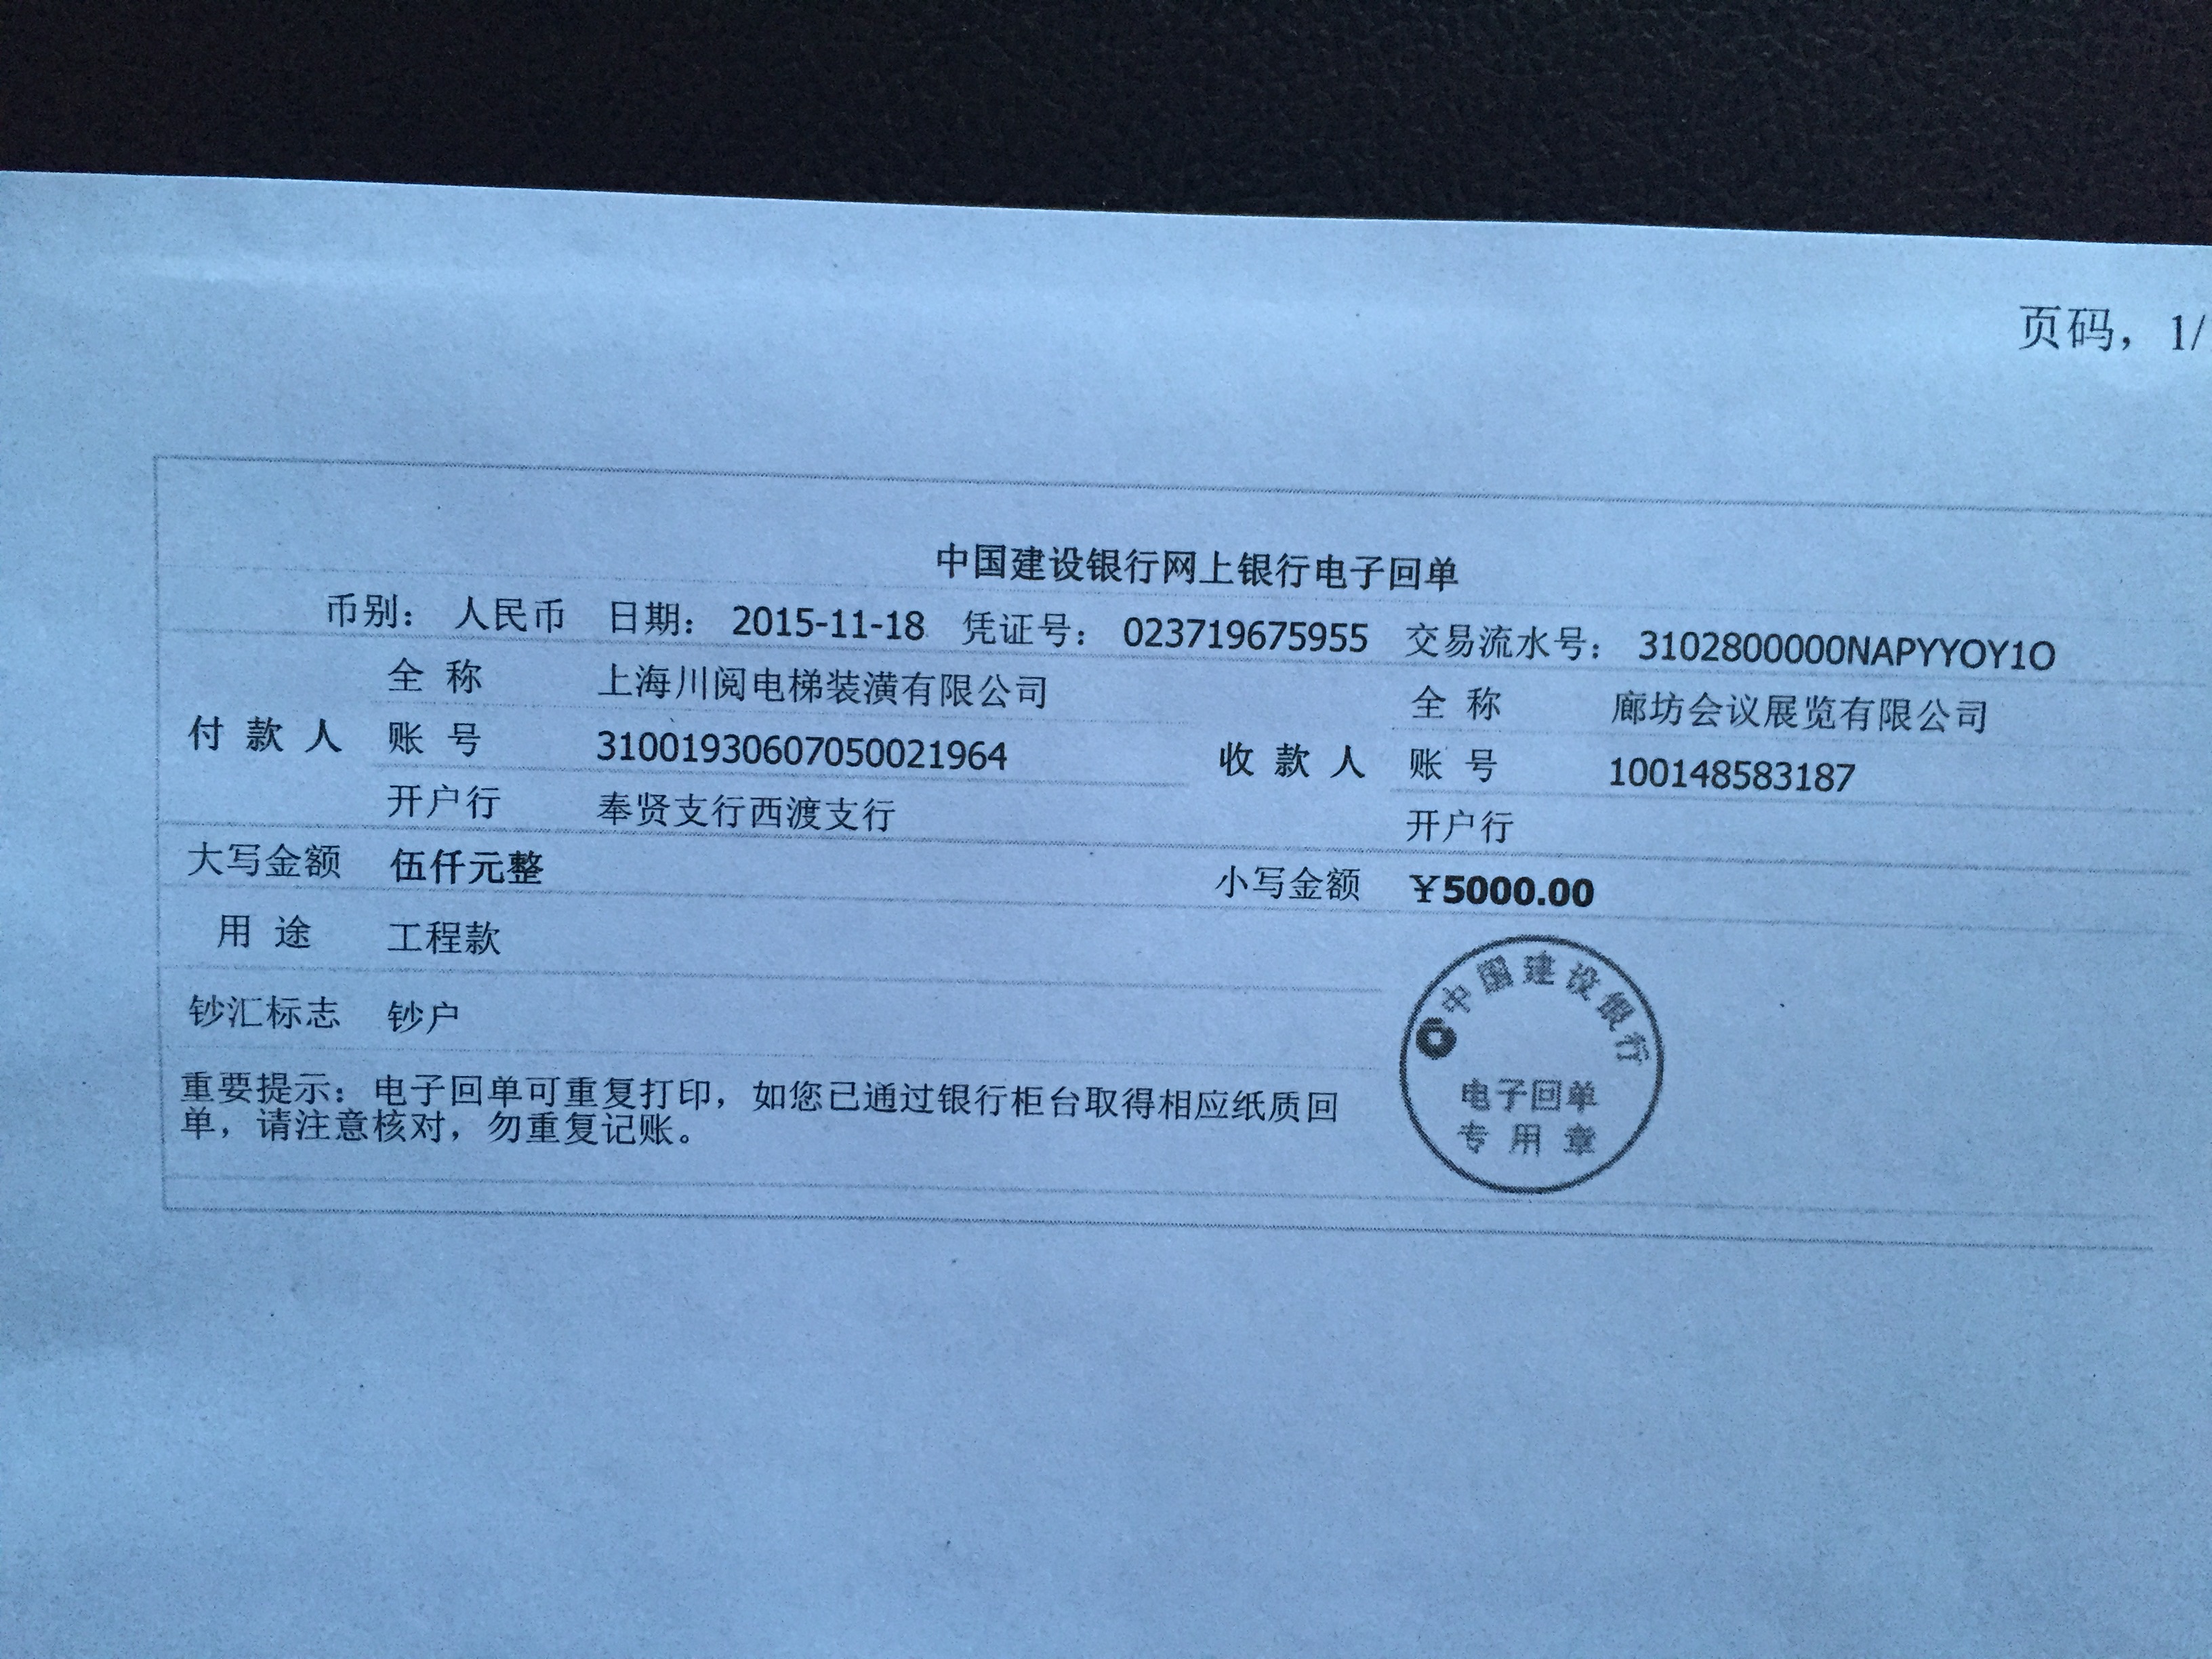 页码, 1/
中国建设银行网上银行电子回单
币别： 人民币 日期： 2015-11-18 凭证号： 023719675955 交易流水号： 3102800000NAPYYOY1O
付 款 人 全 称 上海川阅电梯装潢有限公司 收 款 人 全 称 廊坊会议展览有限公司
账 号 31001930607050021964 账 号 100148583187
开户行 奉贤支行西渡支行 开户行
大写金额 伍仟元整 小写金额 ￥5000.00
用 途 工程款
钞汇标志 钞户
重要提示：电子回单可重复打印，如您已通过银行柜台取得相应纸质回
单，请注意核对，勿重复记账。
中国建设银行
电子回单
专用章